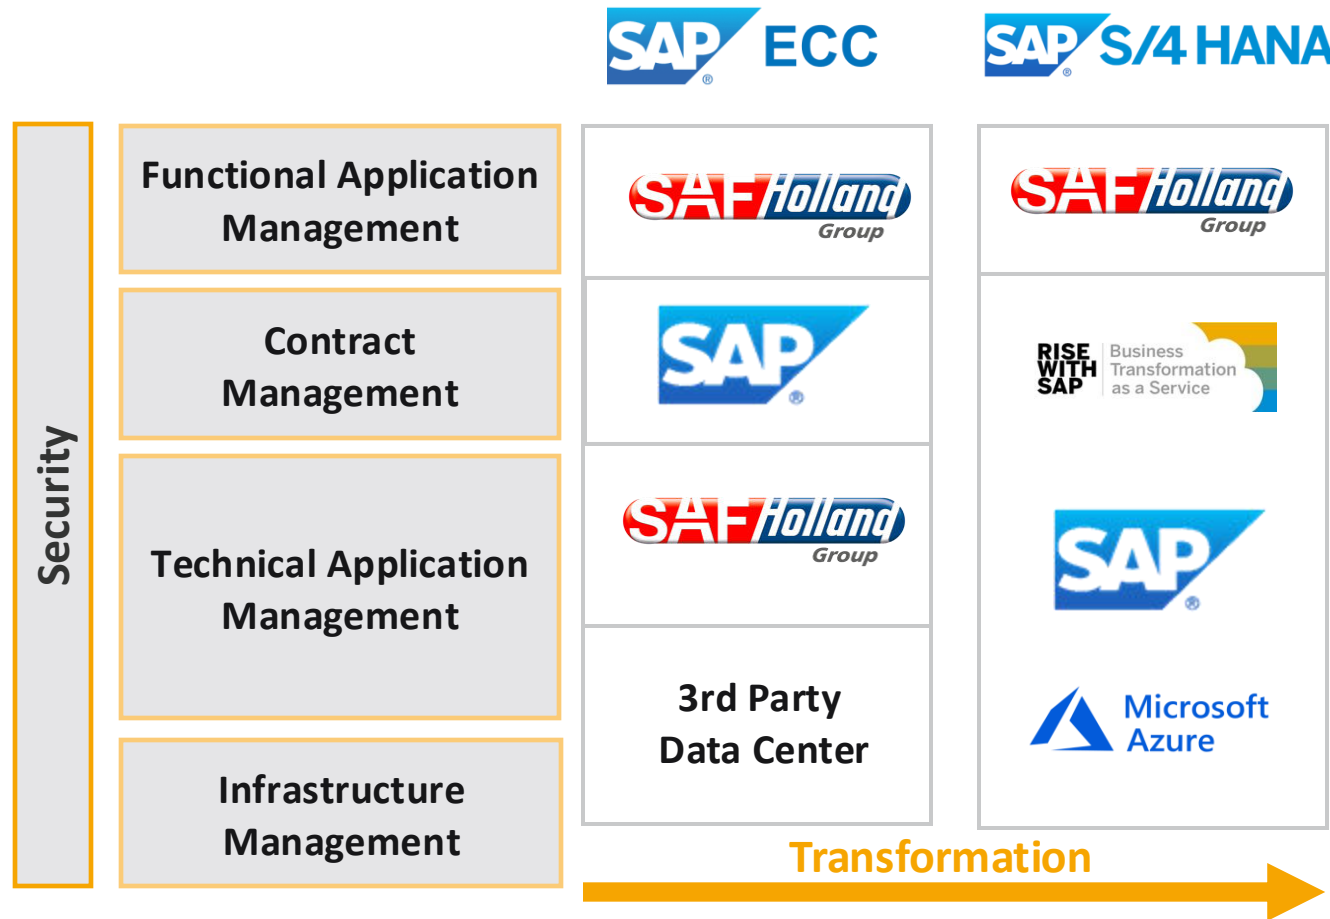 SAP ® ECC
SAP ® S/4 HANA
Security
Functional Application
Management
SAF Holland
Group
SAF Holland
Group
Contract
Management
SAP ®
RISE
WITH
SAP
Business
Transformation
as a Service
Technical Application
Management
SAF Holland
Group
SAP ®
3rd Party
Data Center
Microsoft
Azure
Infrastructure
Management
Transformation